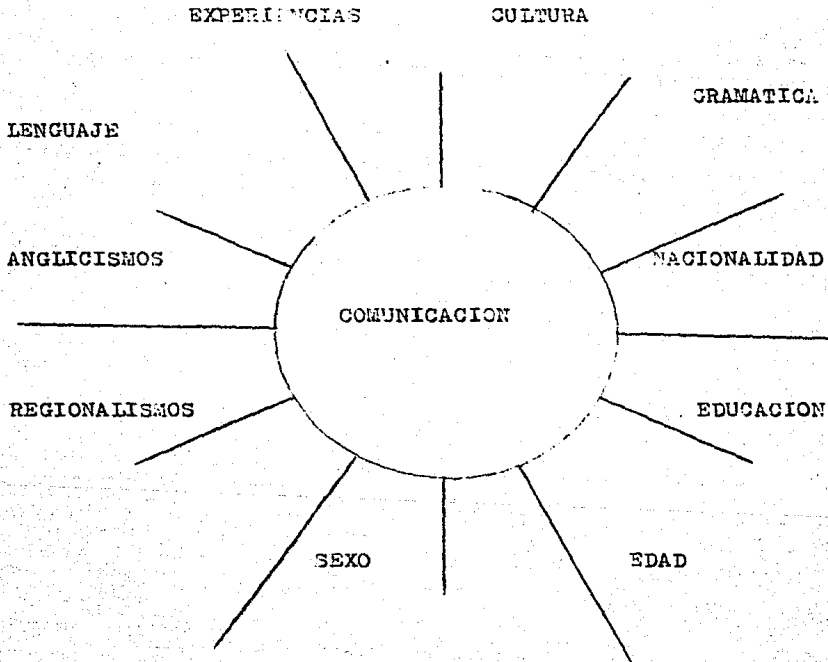 EXPERIENCIAS CULTURA
GRAMATICA
LENGUAJE
ANGLICISMOS NACIONALIDAD
COMUNICACION
REGIONALISMOS EDUCACION
SEXO EDAD